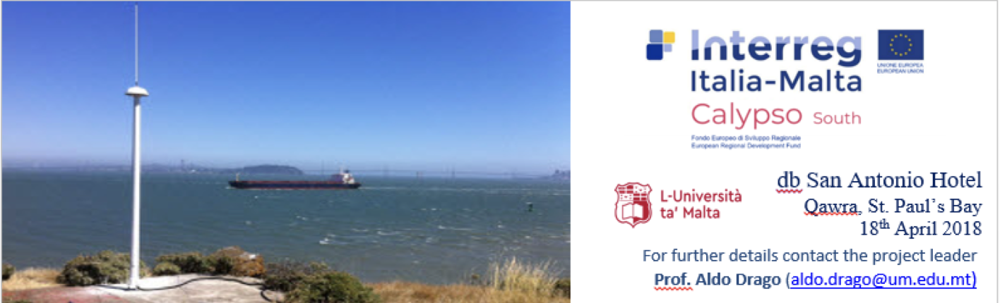 Interreg
Italia-Malta
Calypso South
Fondo Europeo di Sviluppo Regionale
European Regional Development Fund
UNIONE EUROPEA
EUROPEAN UNION
L-Università
ta' Malta
db San Antonio Hotel
Qawra, St. Paul's Bay
18th April 2018
For further details contact the project leader
Prof. Aldo Drago (aldo.drago@um.edu.mt)